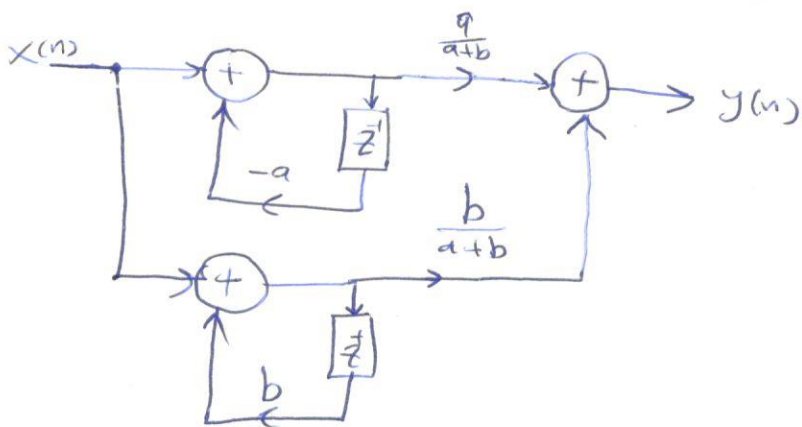 x(n)
+
a/(a+b)
+
y(n)
z⁻¹
-a
b/(a+b)
+
z⁻¹
b